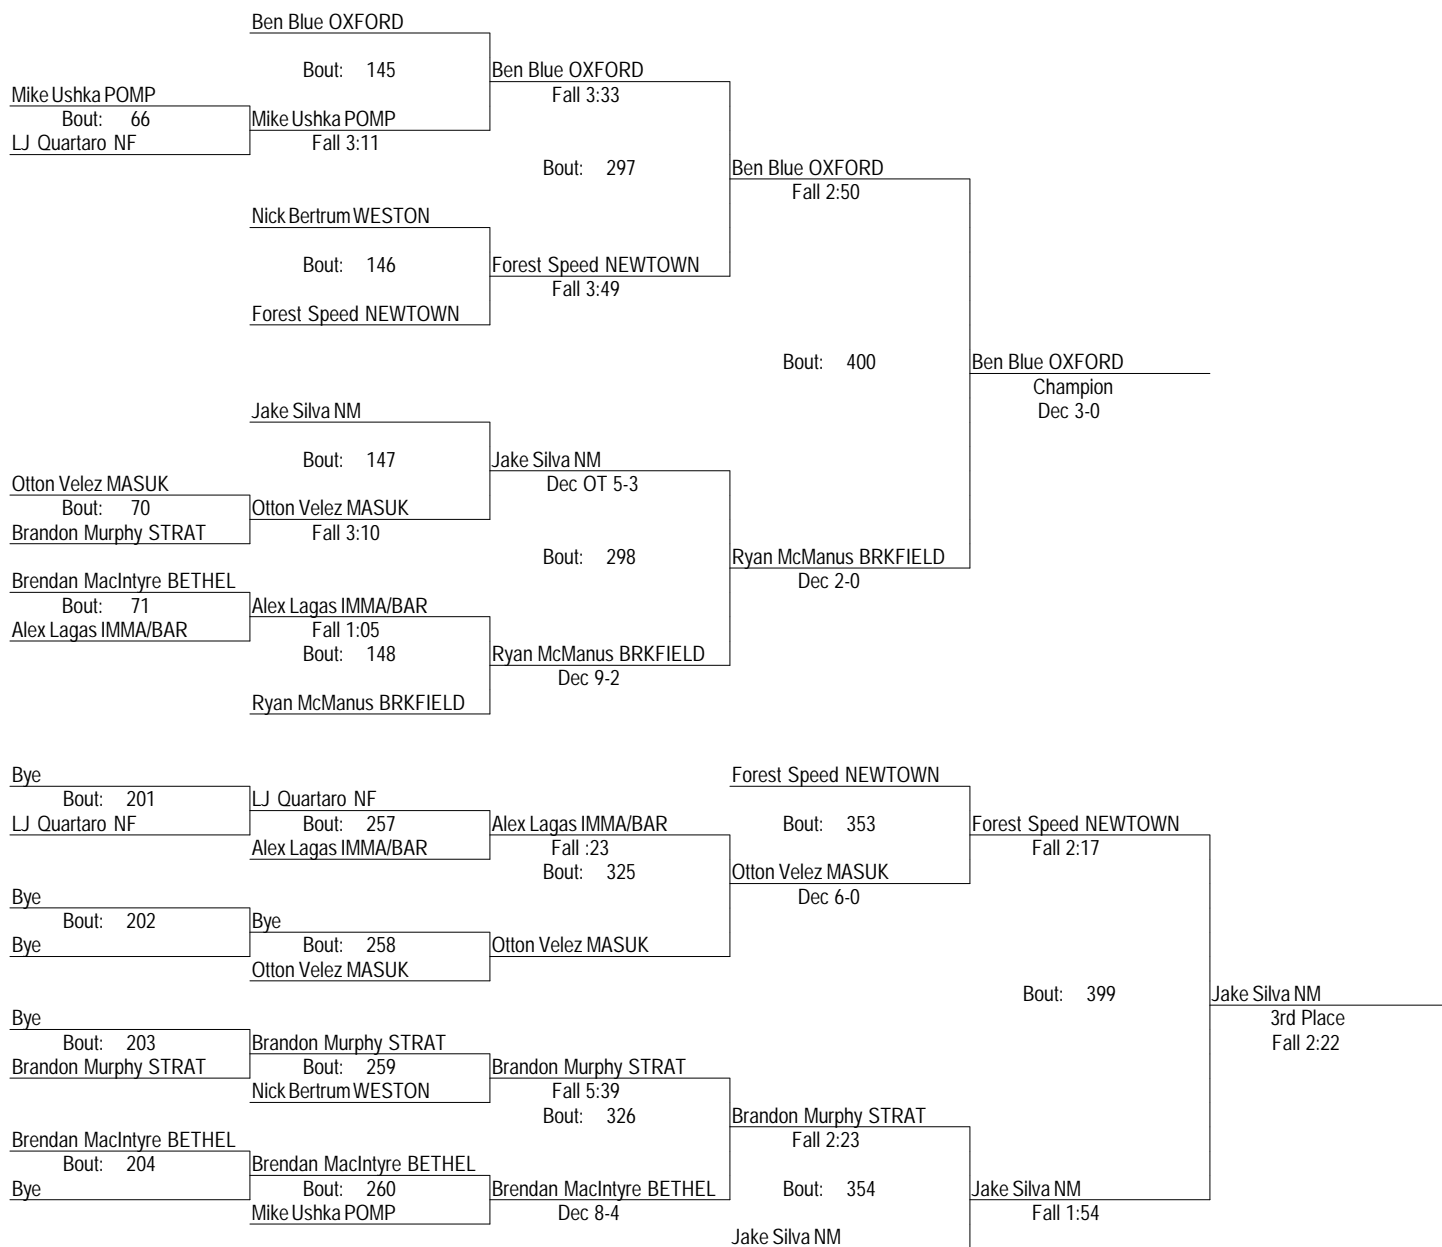 Ben Blue OXFORD
Bout: 145
Ben Blue OXFORD
Fall 3:33
Mike Ushka POMP
Bout: 66
LJ Quartaro NF
Mike Ushka POMP
Fall 3:11
Bout: 297
Ben Blue OXFORD
Fall 2:50
Nick Bertrum WESTON
Bout: 146
Forest Speed NEWTOWN
Fall 3:49
Forest Speed NEWTOWN
Bout: 400
Ben Blue OXFORD
Champion
Dec 3-0
Jake Silva NM
Bout: 147
Jake Silva NM
Dec OT 5-3
Otton Velez MASUK
Bout: 70
Brandon Murphy STRAT
Otton Velez MASUK
Fall 3:10
Bout: 298
Ryan McManus BRKFIELD
Dec 2-0
Brendan MacIntyre BETHEL
Bout: 71
Alex Lagas IMMA/BAR
Alex Lagas IMMA/BAR
Fall 1:05
Bout: 148
Ryan McManus BRKFIELD
Dec 9-2
Ryan McManus BRKFIELD
Bye
Bout: 201
LJ Quartaro NF
LJ Quartaro NF
Bout: 257
Alex Lagas IMMA/BAR
Alex Lagas IMMA/BAR
Fall :23
Bout: 325
Forest Speed NEWTOWN
Bout: 353
Otton Velez MASUK
Dec 6-0
Forest Speed NEWTOWN
Fall 2:17
Bye
Bout: 202
Bye
Bye
Bout: 258
Otton Velez MASUK
Otton Velez MASUK
Bout: 399
Jake Silva NM
3rd Place
Fall 2:22
Bye
Bout: 203
Brandon Murphy STRAT
Brandon Murphy STRAT
Bout: 259
Nick Bertrum WESTON
Brandon Murphy STRAT
Fall 5:39
Bout: 326
Brandon Murphy STRAT
Fall 2:23
Brendan MacIntyre BETHEL
Bout: 204
Bye
Brendan MacIntyre BETHEL
Bout: 260
Mike Ushka POMP
Brendan MacIntyre BETHEL
Dec 8-4
Bout: 354
Jake Silva NM
Fall 1:54
Jake Silva NM